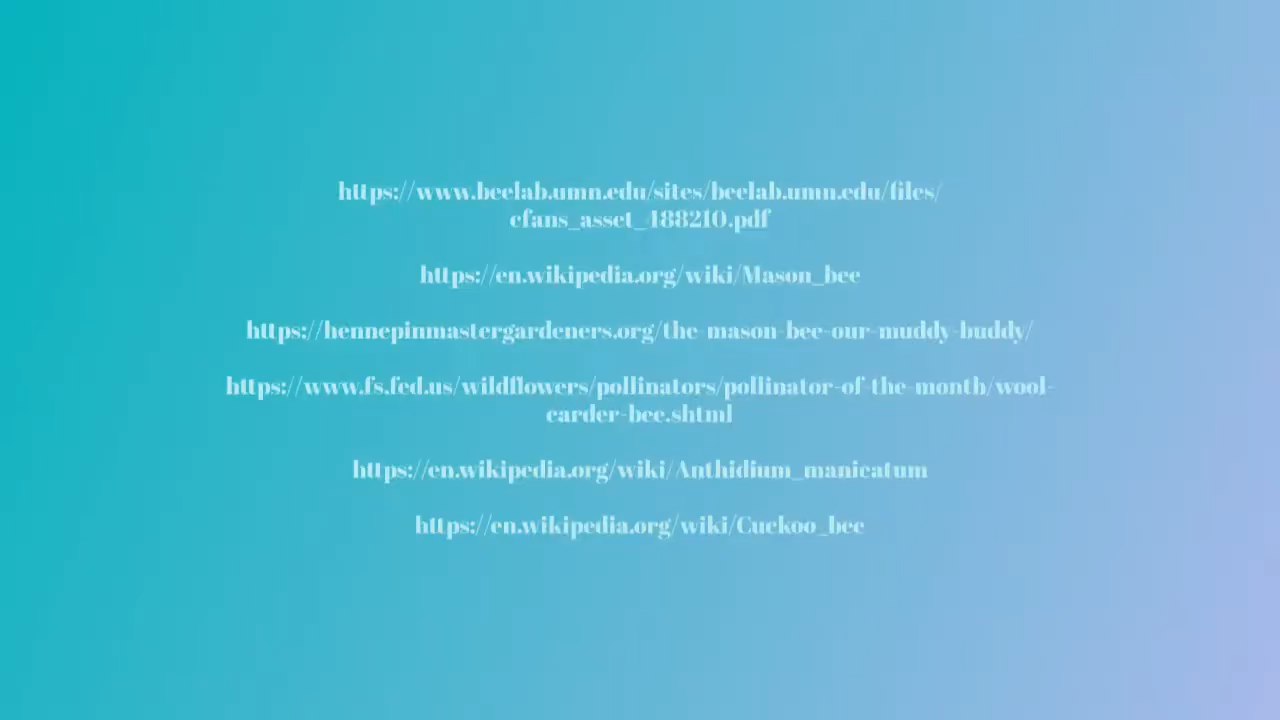 https://www.beelab.umn.edu/sites/beelab.umn.edu/files/
cfans_asset_488210.pdf
https://en.wikipedia.org/wiki/Mason_bee
https://hennepinmastergardeners.org/the-mason-bee-our-muddy-buddy/
https://www.fs.fed.us/wildflowers/pollinators/pollinator-of-the-month/wool-
carder-bee.shtml
https://en.wikipedia.org/wiki/Anthidium_manicatum
https://en.wikipedia.org/wiki/Cuckoo_bee